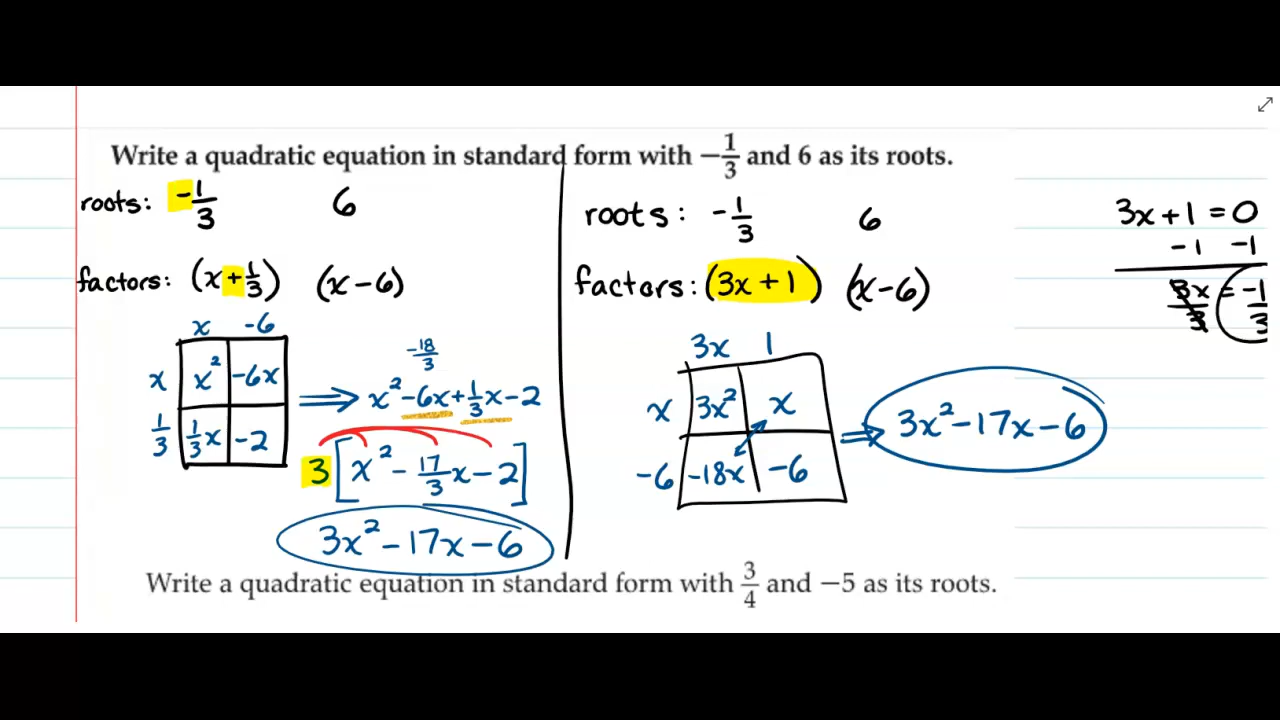 Write a quadratic equation in standard form with −1/3 and 6 as its roots.
roots: -1/3 6
factors: (x + 1/3) (x − 6)
x -6
x x² -6x
1/3 1/3x -2
-18/3
⇒ x² - 6x + 1/3x - 2
3[x² - 17/3x - 2]
3x² - 17x - 6
roots: -1/3 6
factors: (3x + 1) (x − 6)
3x 1
x 3x² x
-6 -18x -6
⇒ 3x² - 17x - 6
3x + 1 = 0
-1 -1
3x = -1
3 3
Write a quadratic equation in standard form with 3/4 and −5 as its roots.